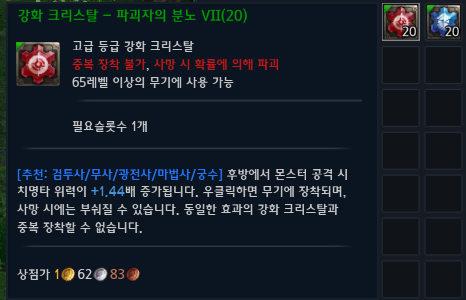 강화 크리스탈 - 파괴자의 분노 VII(20)
고급 등급 강화 크리스탈
중복 장착 불가, 사망 시 확률에 의해 파괴
65레벨 이상의 무기에 사용 가능
필요슬롯수 1개
[추천: 검투사/무사/광전사/마법사/궁수] 후방에서 몬스터 공격 시
치명타 위력이 +1.44배 증가됩니다. 우클릭하면 무기에 장착되며,
사망 시에는 부숴질 수 있습니다. 동일한 효과의 강화 크리스탈과
중복 장착할 수 없습니다.
상점가 1 62 83
20 20